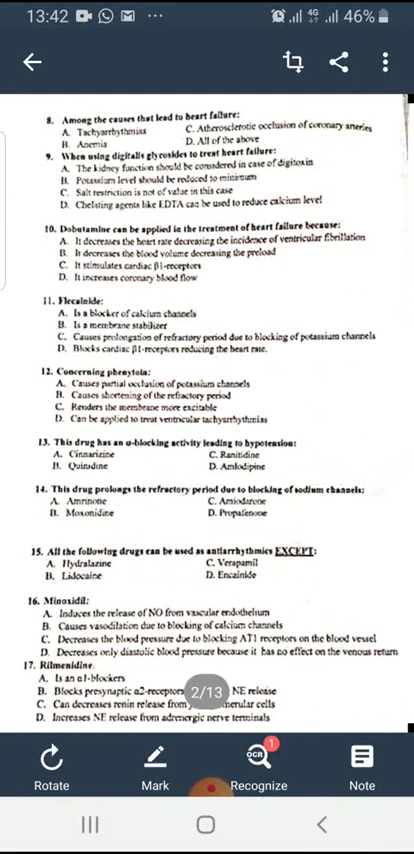 13:42
4G
46%
8. Among the causes that lead to heart failure:
A. Tachyarrhythmias C. Atherosclerotic occlusion of coronary arteries
B. Anemia D. All of the above
9. When using digitalis glycosides to treat heart failure:
A. The kidney function should be considered in case of digitoxin
B. Potassium level should be reduced to minimum
C. Salt restriction is not of value in this case
D. Chelating agents like EDTA can be used to reduce calcium level
10. Dobutamine can be applied in the treatment of heart failure because:
A. It decreases the heart rate decreasing the incidence of ventricular fibrillation
B. It decreases the blood volume decreasing the preload
C. It stimulates cardiac β1-receptors
D. It increases coronary blood flow
11. Flecainide:
A. Is a blocker of calcium channels
B. Is a membrane stabilizer
C. Causes prolongation of refractory period due to blocking of potassium channels
D. Blocks cardiac β1-receptors reducing the heart rate.
12. Concerning phenytoin:
A. Causes partial occlusion of potassium channels
B. Causes shortening of the refractory period
C. Renders the membrane more excitable
D. Can be applied to treat ventricular tachyarrhythmias
13. This drug has an α-blocking activity leading to hypotension:
A. Cinnarizine C. Ranitidine
B. Quinidine D. Amlodipine
14. This drug prolongs the refractory period due to blocking of sodium channels:
A. Amrinone C. Amiodarone
B. Moxonidine D. Propafenone
15. All the following drugs can be used as antiarrhythmics EXCEPT:
A. Hydralazine C. Verapamil
B. Lidocaine D. Encainide
16. Minoxidil:
A. Induces the release of NO from vascular endothelium
B. Causes vasodilation due to blocking of calcium channels
C. Decreases the blood pressure due to blocking AT1 receptors on the blood vessel
D. Decreases only diastolic blood pressure because it has no effect on the venous return
17. Rilmenidine:
A. Is an α1-blockers
B. Blocks presynaptic α2-receptors 2/13 NE release
C. Can decreases renin release from cells
D. Increases NE release from adrenergic nerve terminals
OCR 1
Rotate Mark Recognize Note